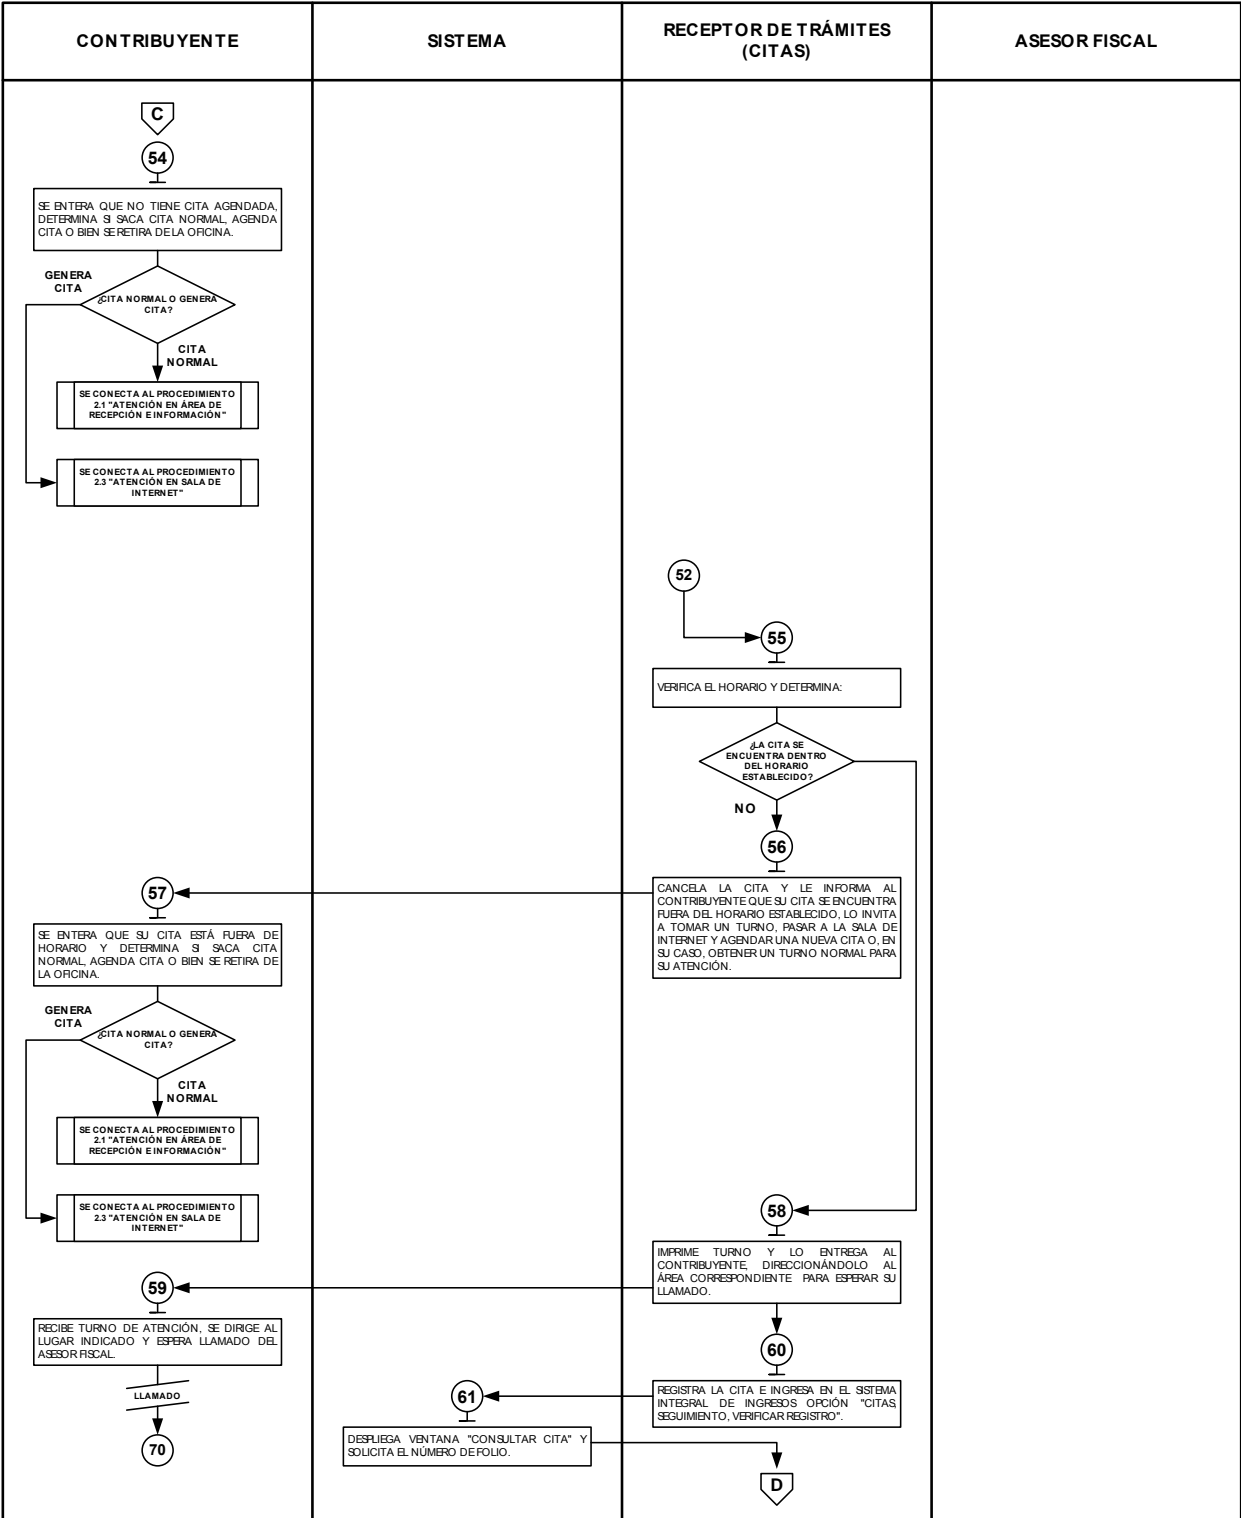 CONTRIBUYENTE
SISTEMA
RECEPTOR DE TRÁMITES
(CITAS)
ASESOR FISCAL
C
54
SE ENTERA QUE NO TIENE CITA AGENDADA,
DETERMINA SI SACA CITA NORMAL, AGENDA
CITA O BIEN SE RETIRA DE LA OFICINA.
GENERA
CITA
¿CITA NORMAL O GENERA
CITA?
CITA
NORMAL
SE CONECTA AL PROCEDIMIENTO
2.1 "ATENCIÓN EN ÁREA DE
RECEPCIÓN E INFORMACIÓN"
SE CONECTA AL PROCEDIMIENTO
2.3 "ATENCIÓN EN SALA DE
INTERNET"
52
55
VERIFICA EL HORARIO Y DETERMINA:
¿LA CITA SE
ENCUENTRA DENTRO
DEL HORARIO
ESTABLECIDO?
NO
56
CANCELA LA CITA Y LE INFORMA AL
CONTRIBUYENTE QUE SU CITA SE ENCUENTRA
FUERA DEL HORARIO ESTABLECIDO, LO INVITA
A TOMAR UN TURNO, PASAR A LA SALA DE
INTERNET Y AGENDAR UNA NUEVA CITA O, EN
SU CASO, OBTENER UN TURNO NORMAL PARA
SU ATENCIÓN.
57
SE ENTERA QUE SU CITA ESTÁ FUERA DE
HORARIO Y DETERMINA SI SACA CITA
NORMAL, AGENDA CITA O BIEN SE RETIRA DE
LA OFICINA.
GENERA
CITA
¿CITA NORMAL O GENERA
CITA?
CITA
NORMAL
SE CONECTA AL PROCEDIMIENTO
2.1 "ATENCIÓN EN ÁREA DE
RECEPCIÓN E INFORMACIÓN"
SE CONECTA AL PROCEDIMIENTO
2.3 "ATENCIÓN EN SALA DE
INTERNET"
58
IMPRIME TURNO Y LO ENTREGA AL
CONTRIBUYENTE, DIRECCIONÁNDOLO AL
ÁREA CORRESPONDIENTE PARA ESPERAR SU
LLAMADO.
59
RECIBE TURNO DE ATENCIÓN, SE DIRIGE AL
LUGAR INDICADO Y ESPERA LLAMADO DEL
ASESOR FISCAL.
LLAMADO
70
60
REGISTRA LA CITA E INGRESA EN EL SISTEMA
INTEGRAL DE INGRESOS OPCIÓN "CITAS,
SEGUIMIENTO, VERIFICAR REGISTRO".
61
DESPLIEGA VENTANA "CONSULTAR CITA" Y
SOLICITA EL NÚMERO DE FOLIO.
D